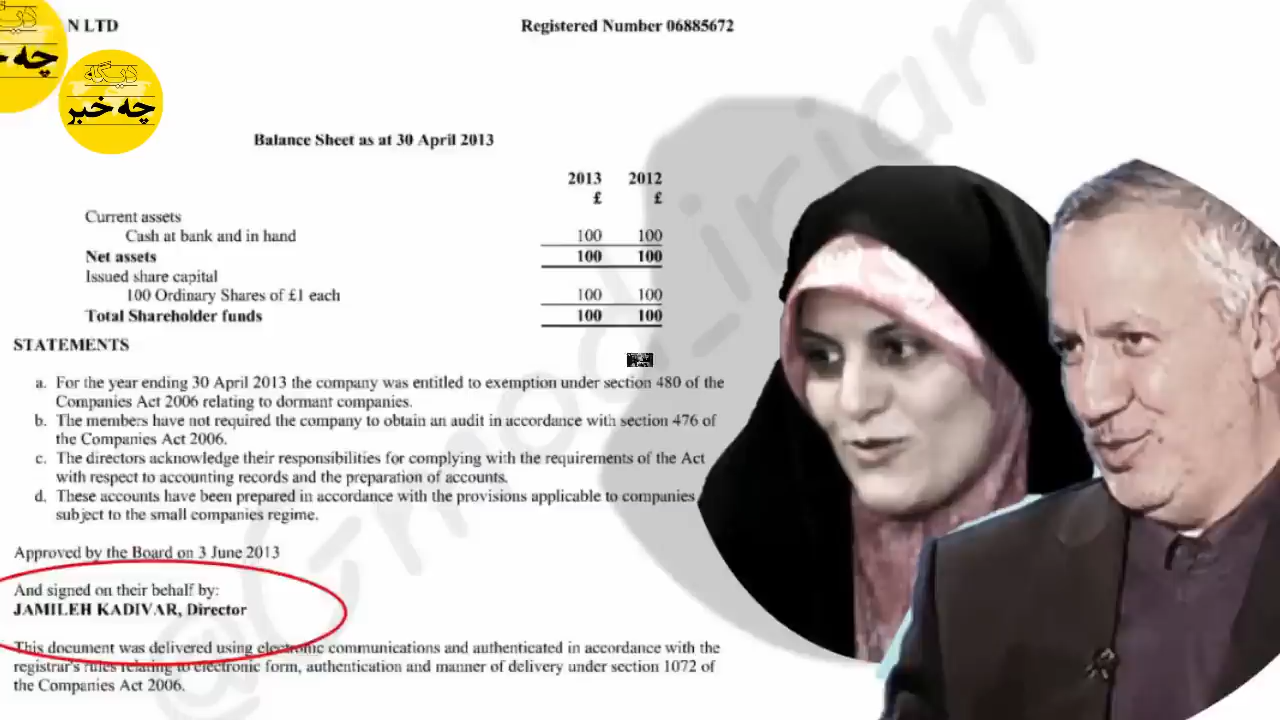 N LTD
Registered Number 06885672
دیگه
چه خبر
دیگه
چه خبر
Balance Sheet as at 30 April 2013
2013 2012
£ £
Current assets
Cash at bank and in hand 100 100
Net assets 100 100
Issued share capital
100 Ordinary Shares of £1 each 100 100
Total Shareholder funds 100 100
STATEMENTS
a. For the year ending 30 April 2013 the company was entitled to exemption under section 480 of the
Companies Act 2006 relating to dormant companies.
b. The members have not required the company to obtain an audit in accordance with section 476 of
the Companies Act 2006.
c. The directors acknowledge their responsibilities for complying with the requirements of the Act
with respect to accounting records and the preparation of accounts.
d. These accounts have been prepared in accordance with the provisions applicable to companies
subject to the small companies regime.
Approved by the Board on 3 June 2013
And signed on their behalf by:
JAMILEH KADIVAR, Director
This document was delivered using electronic communications and authenticated in accordance with the
registrar's rules relating to electronic form, authentication and manner of delivery under section 1072 of
the Companies Act 2006.